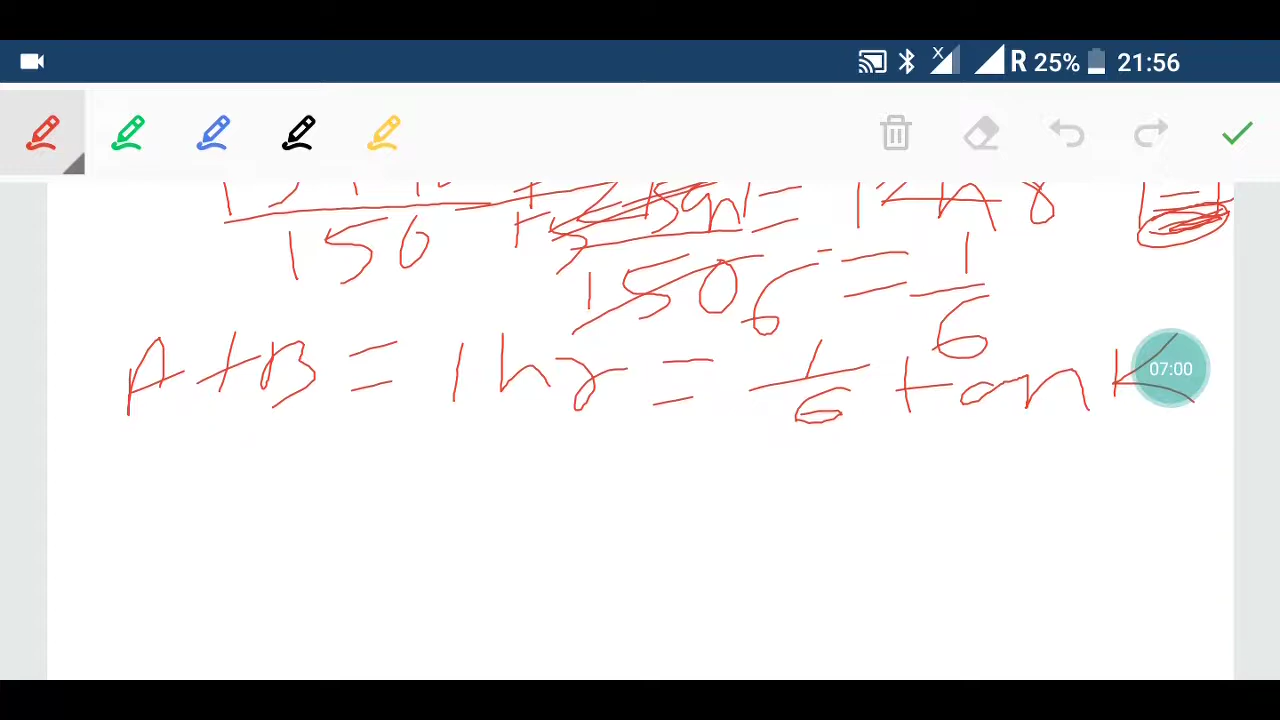 R 25% 21:56
150
1506 = 1/6
A+B = 1hr = 1/6 tank
07:00